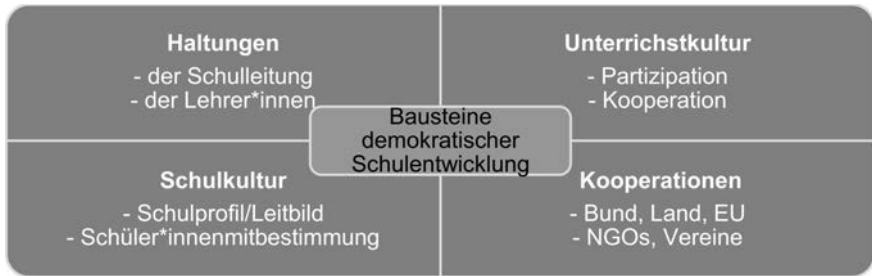 Haltungen
- der Schulleitung
- der Lehrer*innen
Unterrichstkultur
- Partizipation
- Kooperation
Bausteine
demokratischer
Schulentwicklung
Schulkultur
- Schulprofil/Leitbild
- Schüler*innenmitbestimmung
Kooperationen
- Bund, Land, EU
- NGOs, Vereine